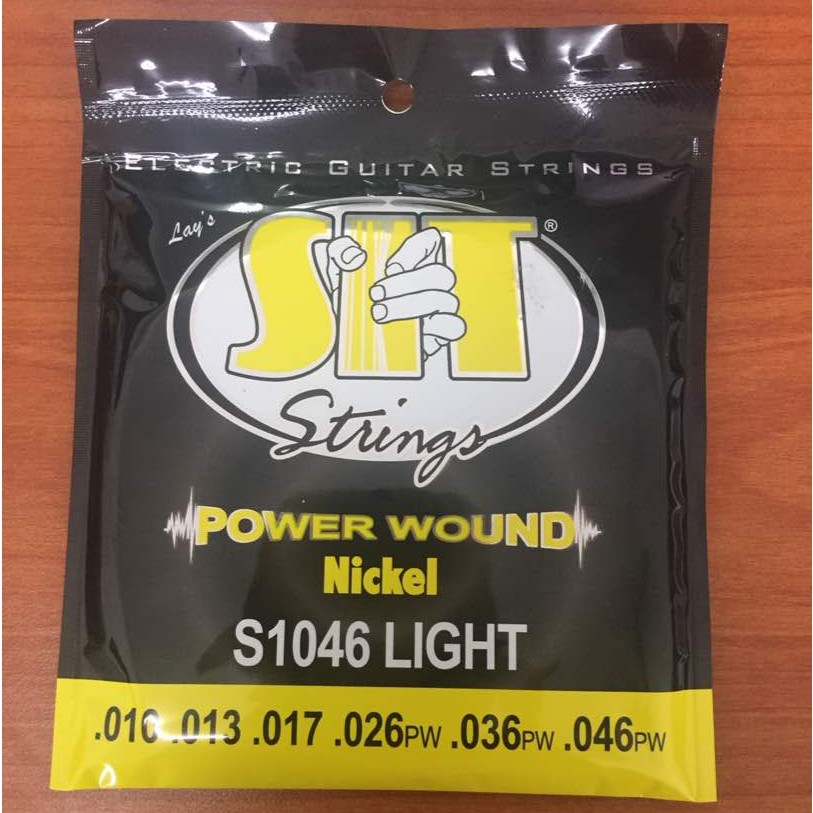 ELECTRIC GUITAR STRINGS
Lay's
SIT ®
Strings
POWER WOUND
Nickel
S1046 LIGHT
.010 .013 .017 .026PW .036PW .046PW